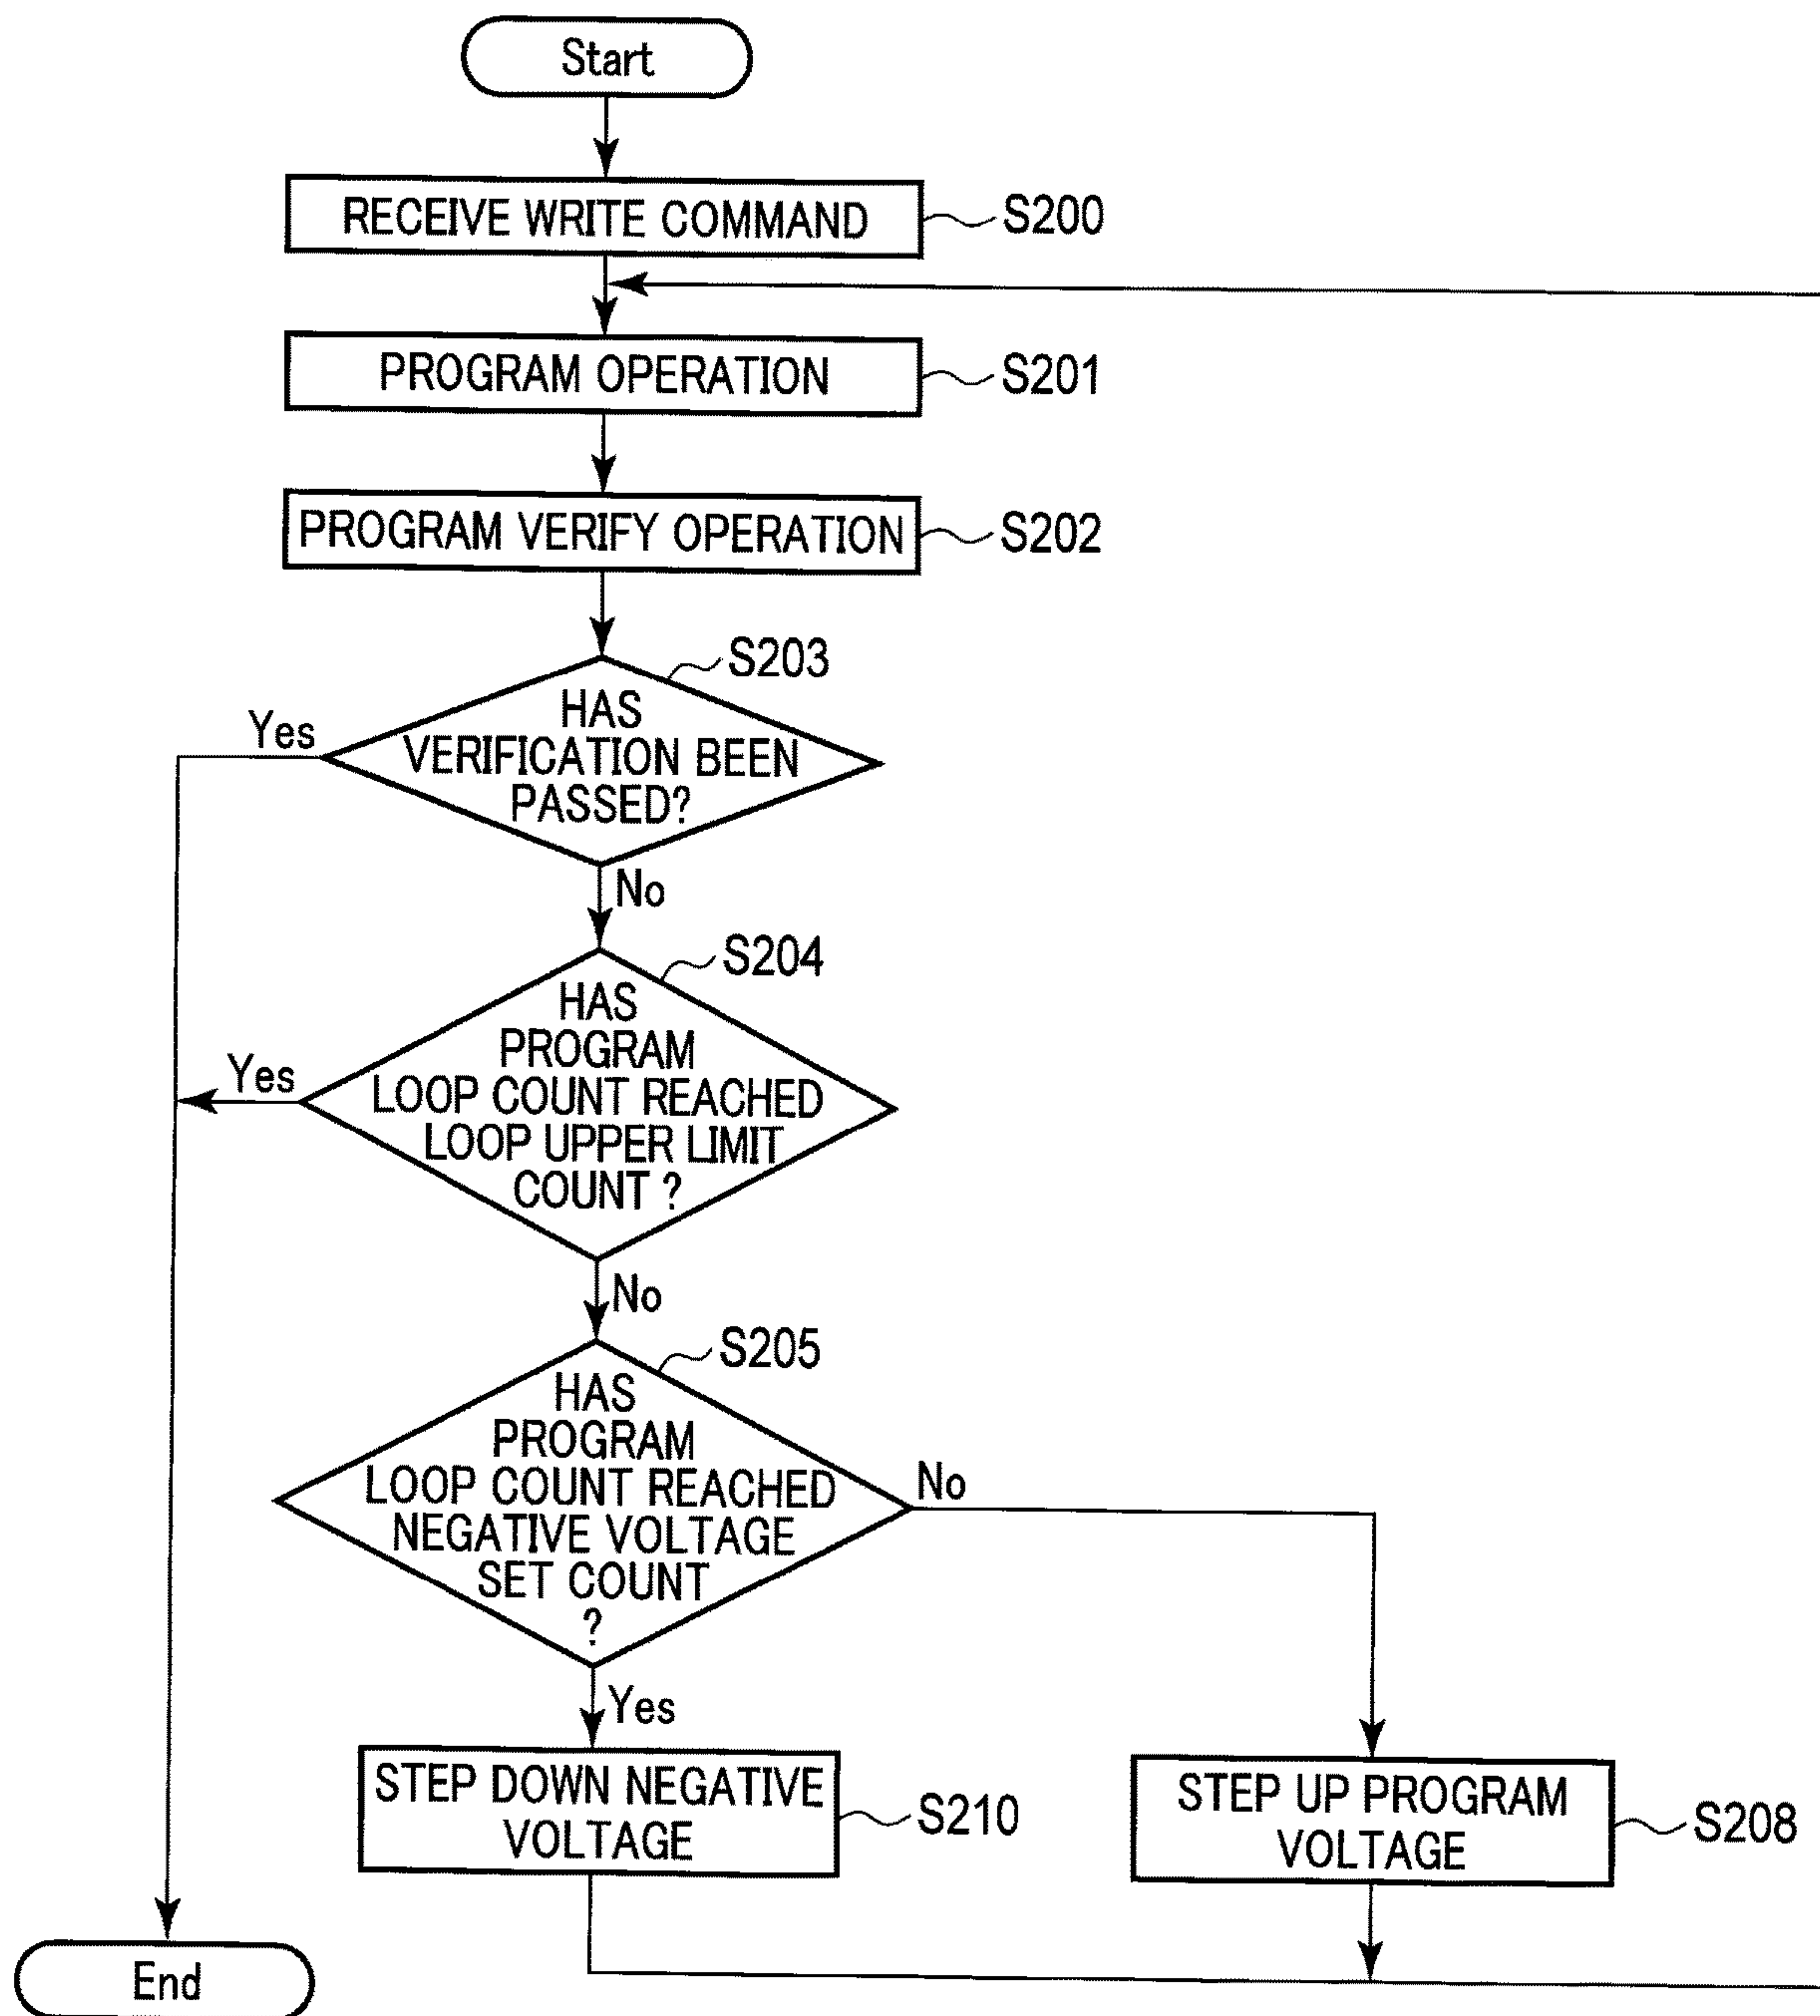 Start
RECEIVE WRITE COMMAND
S200
PROGRAM OPERATION
S201
PROGRAM VERIFY OPERATION
S202
S203
HAS
VERIFICATION BEEN
PASSED?
Yes
No
S204
HAS
PROGRAM
LOOP COUNT REACHED
LOOP UPPER LIMIT
COUNT ?
Yes
No
S205
HAS
PROGRAM
LOOP COUNT REACHED
NEGATIVE VOLTAGE
SET COUNT
?
No
Yes
STEP DOWN NEGATIVE
VOLTAGE
S210
STEP UP PROGRAM
VOLTAGE
S208
End